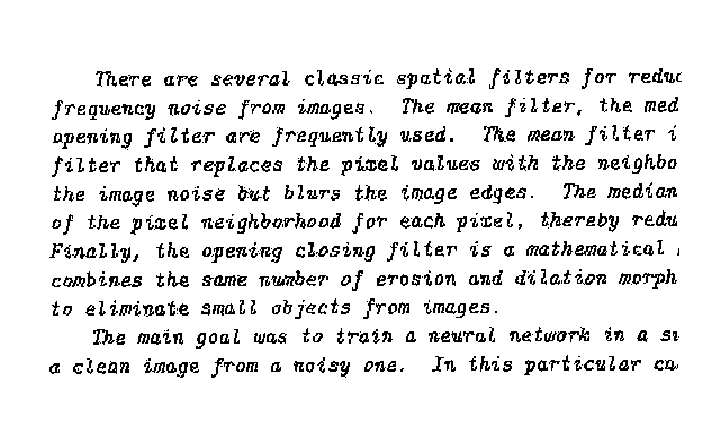 There are several classic spatial filters for reduc
frequency noise from images. The mean filter, the med
opening filter are frequently used. The mean filter i
filter that replaces the pixel values with the neighbo
the image noise but blurs the image edges. The median
of the pixel neighborhood for each pixel, thereby redu
Finally, the opening closing filter is a mathematical
combines the same number of erosion and dilation morph
to eliminate small objects from images.
The main goal was to train a neural network in a su
a clean image from a noisy one. In this particular ca